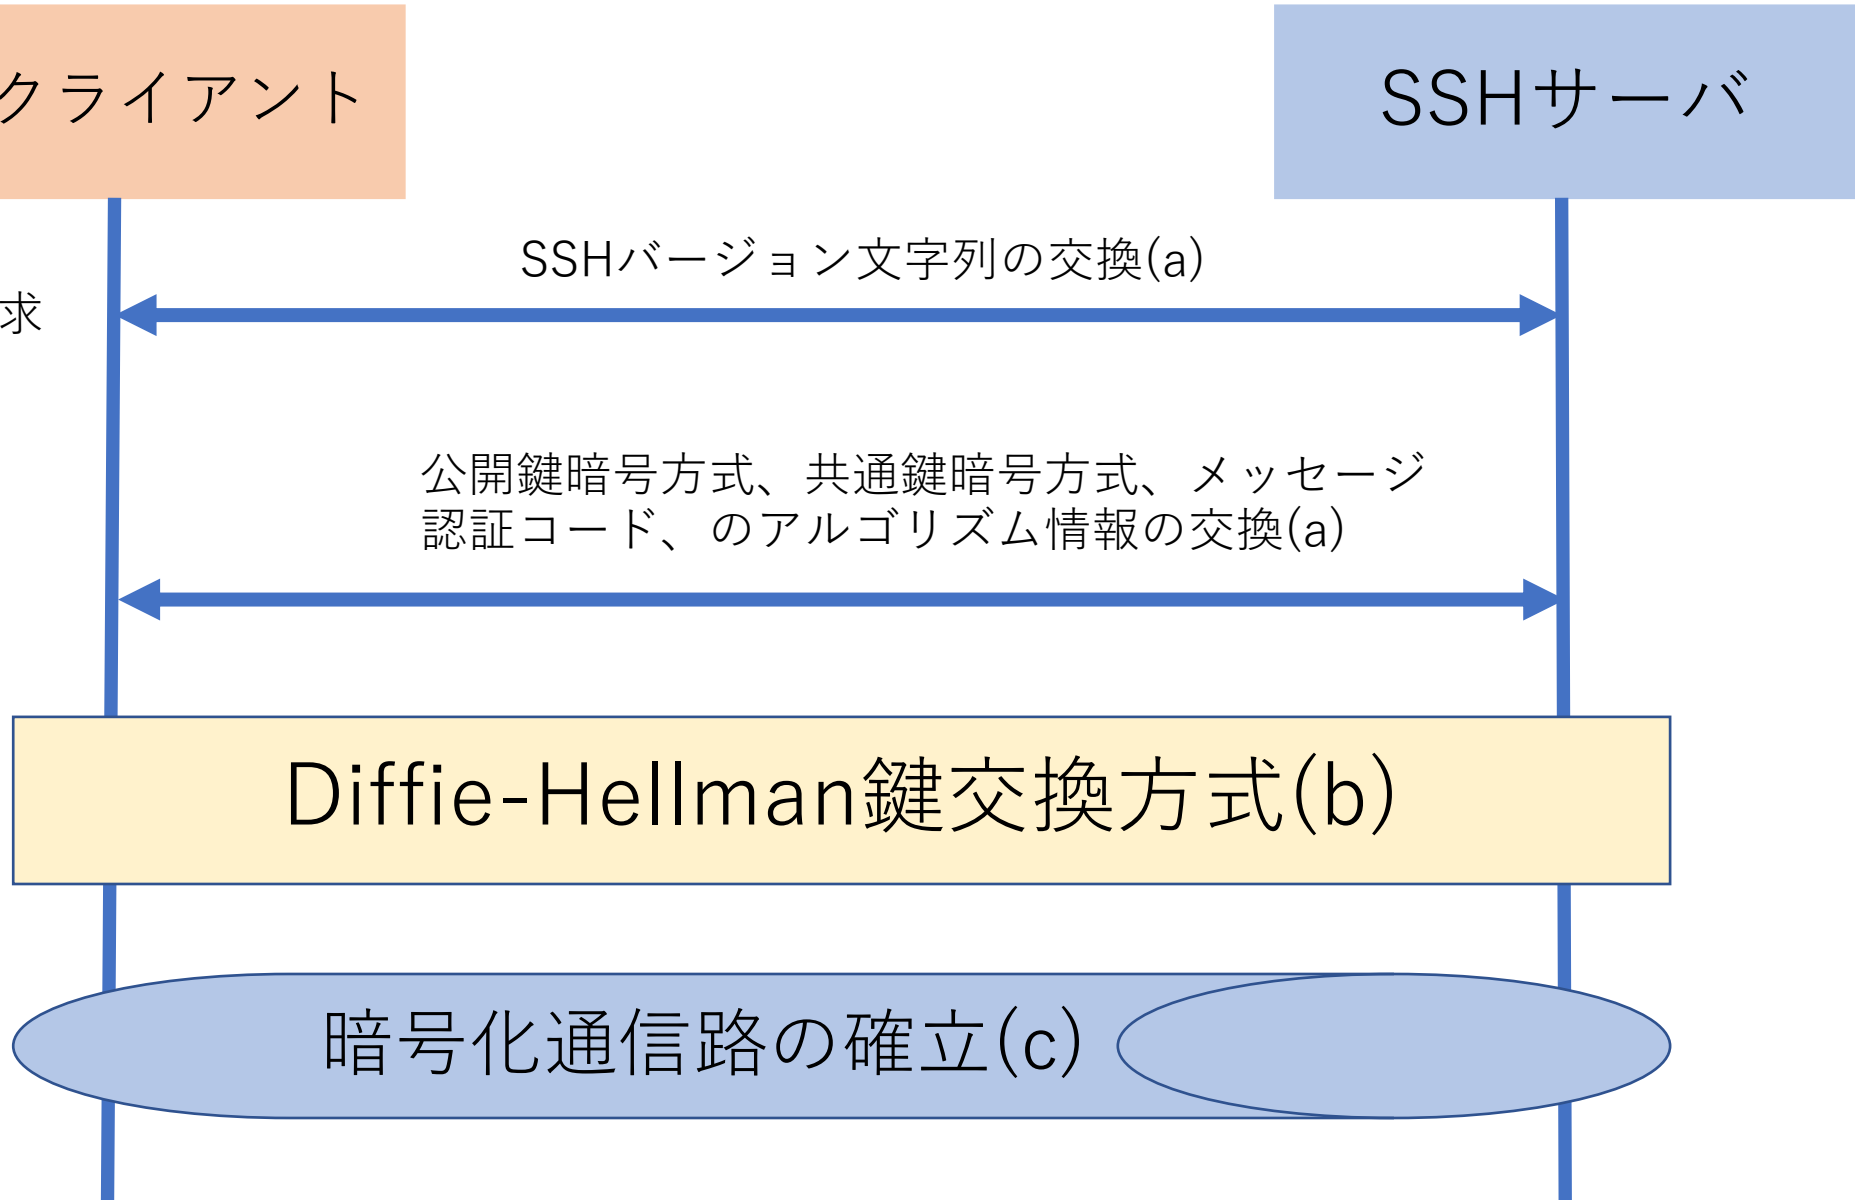 クライアント
SSHサーバ
SSHバージョン文字列の交換(a)
求
公開鍵暗号方式、共通鍵暗号方式、メッセージ
認証コード、のアルゴリズム情報の交換(a)
Diffie-Hellman鍵交換方式(b)
暗号化通信路の確立(c)